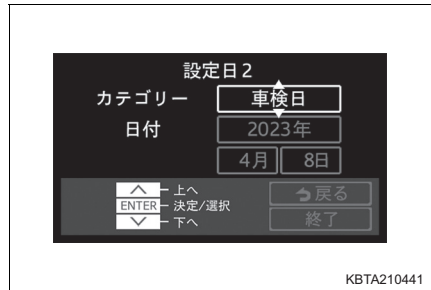 設定日2
カテゴリー 車検日
日付 2023年
4月 8日
上へ
ENTER 決定/選択
下へ
戻る
終了
KBTA210441